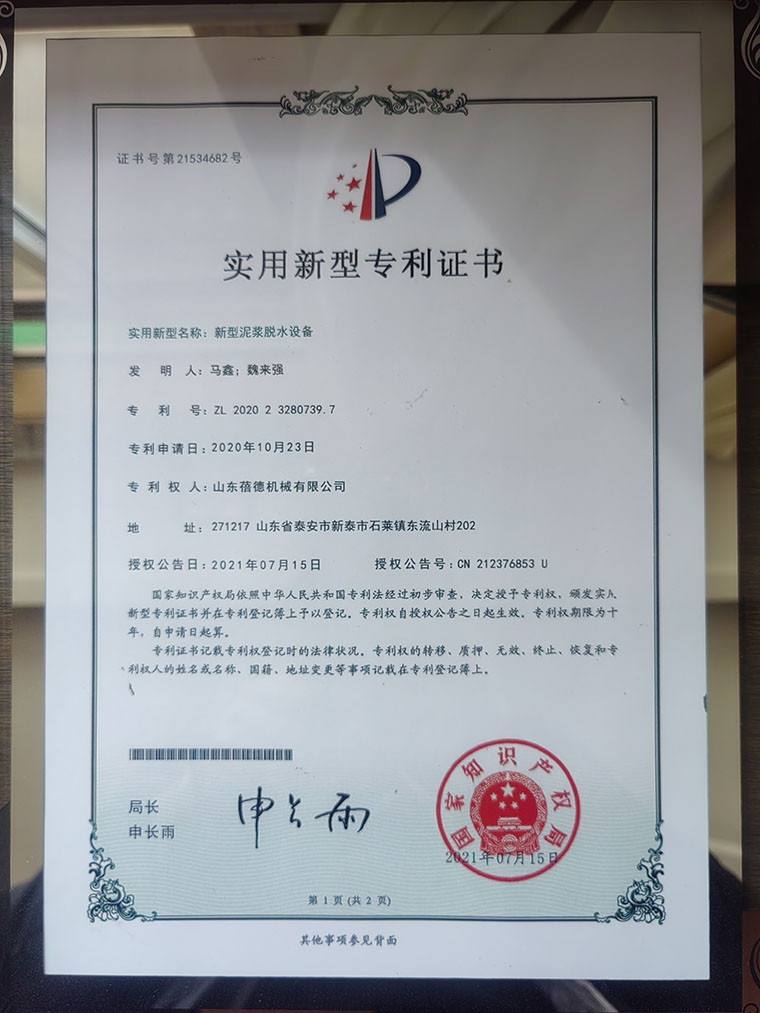 证书号第21534682号
实用新型专利证书
实用新型名称：新型泥浆脱水设备
发 明 人：马鑫；魏来强
专 利 号：ZL 2020 2 3280739.7
专利申请日：2020年10月23日
专 利 权 人：山东蓓德机械有限公司
地 址：271217 山东省泰安市新泰市石莱镇东流山村202
授权公告日：2021年07月15日 授权公告号：CN 212376853 U
国家知识产权局依照中华人民共和国专利法经过初步审查，决定授予专利权，颁发实用
新型专利证书并在专利登记簿上予以登记。专利权自授权公告之日起生效。专利权期限为十
年，自申请日起算。
专利证书记载专利权登记时的法律状况。专利权的转移、质押、无效、终止、恢复和专
利权人的姓名或名称、国籍、地址变更等事项记载在专利登记簿上。
局长
申长雨
申长雨
国家知识产权局
2021年07月15日
第 1 页 (共 2 页)
其他事项参见背面